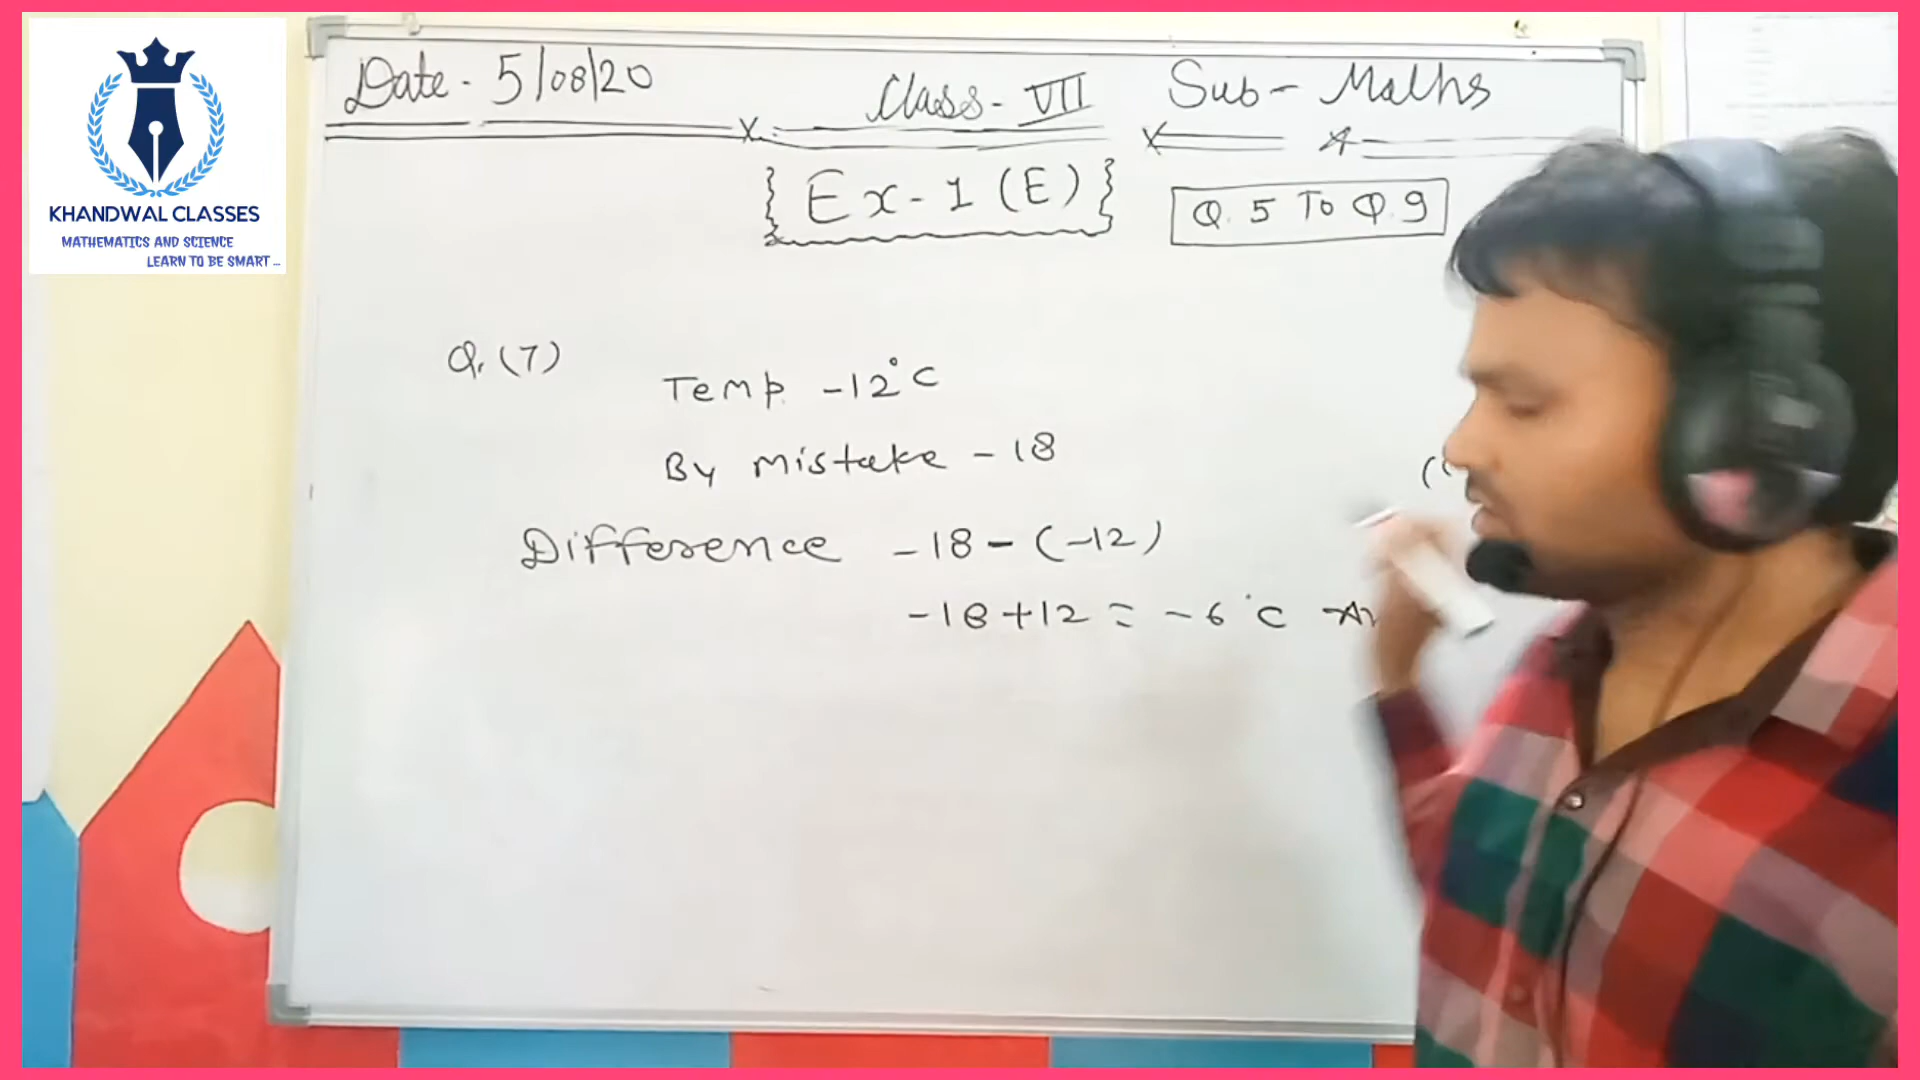 KHANDWAL CLASSES
MATHEMATICS AND SCIENCE
LEARN TO BE SMART ...
Date - 5/08/20 Class - VII Sub - Maths
Ex - 1 (E) Q. 5 To Q. 9
Q. (7)
Temp. -12°C
By mistake -18
Difference -18 - (-12)
-18 + 12 = -6°C